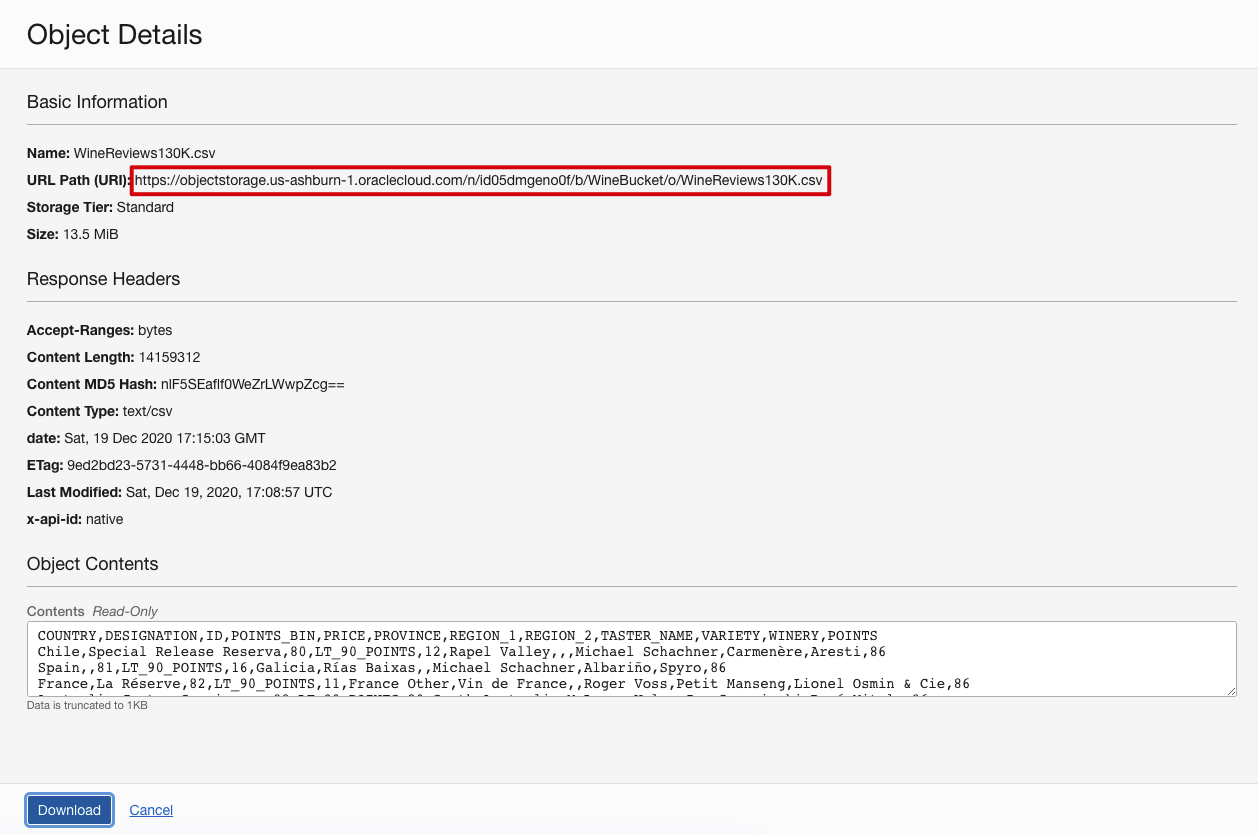 Object Details
Basic Information
Name: WineReviews130K.csv
URL Path (URI): https://objectstorage.us-ashburn-1.oraclecloud.com/n/id05dmgeno0f/b/WineBucket/o/WineReviews130K.csv
Storage Tier: Standard
Size: 13.5 MiB
Response Headers
Accept-Ranges: bytes
Content Length: 14159312
Content MD5 Hash: nlF5SEaflf0WeZrLWwpZcg==
Content Type: text/csv
date: Sat, 19 Dec 2020 17:15:03 GMT
ETag: 9ed2bd23-5731-4448-bb66-4084f9ea83b2
Last Modified: Sat, Dec 19, 2020, 17:08:57 UTC
x-api-id: native
Object Contents
Contents Read-Only
COUNTRY,DESIGNATION,ID,POINTS_BIN,PRICE,PROVINCE,REGION_1,REGION_2,TASTER_NAME,VARIETY,WINERY,POINTS
Chile,Special Release Reserva,80,LT_90_POINTS,12,Rapel Valley,,,Michael Schachner,Carmenère,Aresti,86
Spain,,81,LT_90_POINTS,16,Galicia,Rías Baixas,,Michael Schachner,Albariño,Spyro,86
France,La Réserve,82,LT_90_POINTS,11,France Other,Vin de France,,Roger Voss,Petit Manseng,Lionel Osmin & Cie,86
Data is truncated to 1KB
Download Cancel